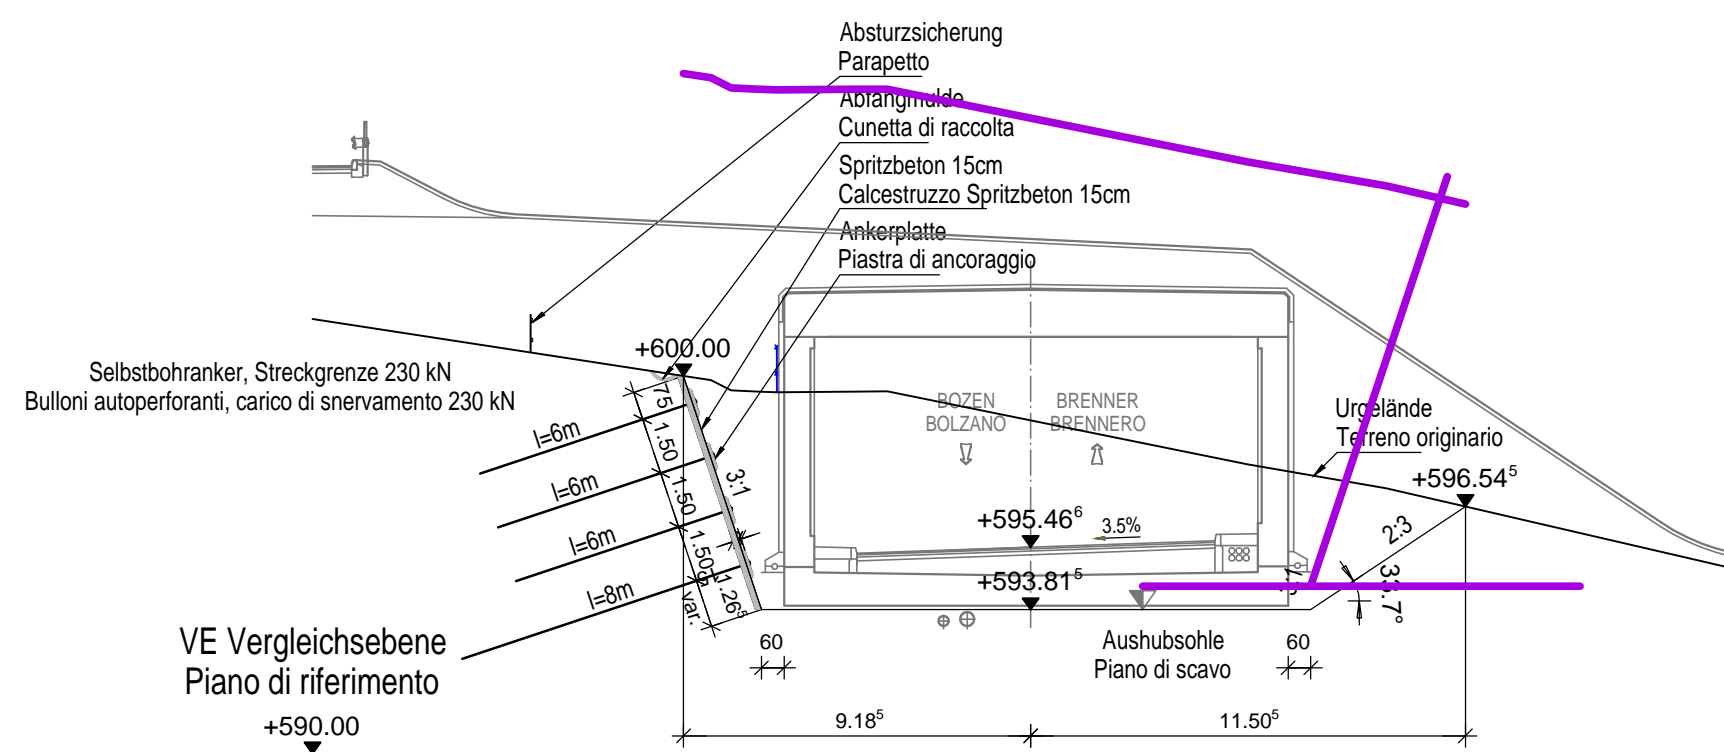 Absturzsicherung
Parapetto
Abfangmulde
Cunetta di raccolta
Spritzbeton 15cm
Calcestruzzo Spritzbeton 15cm
Ankerplatte
Piastra di ancoraggio
+600.00
Selbstbohranker, Streckgrenze 230 kN
Bulloni autoperforanti, carico di snervamento 230 kN
75
1.50
1.50
1.50
1.26⁵
var.
l=6m
l=6m
l=6m
l=8m
3:1
BOZEN
BOLZANO
BRENNER
BRENNERO
Urgelände
Terreno originario
+596.54⁵
+595.46⁶
3.5%
2:3
+593.81⁵
33.7°
VE Vergleichsebene
Piano di riferimento
+590.00
60
Aushubsohle
Piano di scavo
60
9.18⁵
11.50⁵